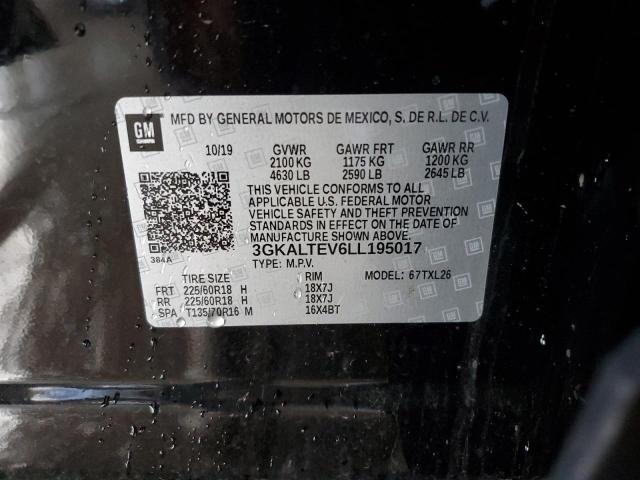 GM
MFD BY GENERAL MOTORS DE MEXICO, S. DE R.L. DE C.V.
10/19 GVWR GAWR FRT GAWR RR
2100 KG 1175 KG 1200 KG
4630 LB 2590 LB 2645 LB
THIS VEHICLE CONFORMS TO ALL
APPLICABLE U.S. FEDERAL MOTOR
VEHICLE SAFETY AND THEFT PREVENTION
STANDARDS IN EFFECT ON THE DATE OF
MANUFACTURE SHOWN ABOVE.
3GKALTEV6LL195017
384A
TYPE: M.P.V. MODEL: 67TXL26
TIRE SIZE RIM
FRT 225/60R18 H 18X7J
RR 225/60R18 H 18X7J
SPA T135/70R16 M 16X4BT